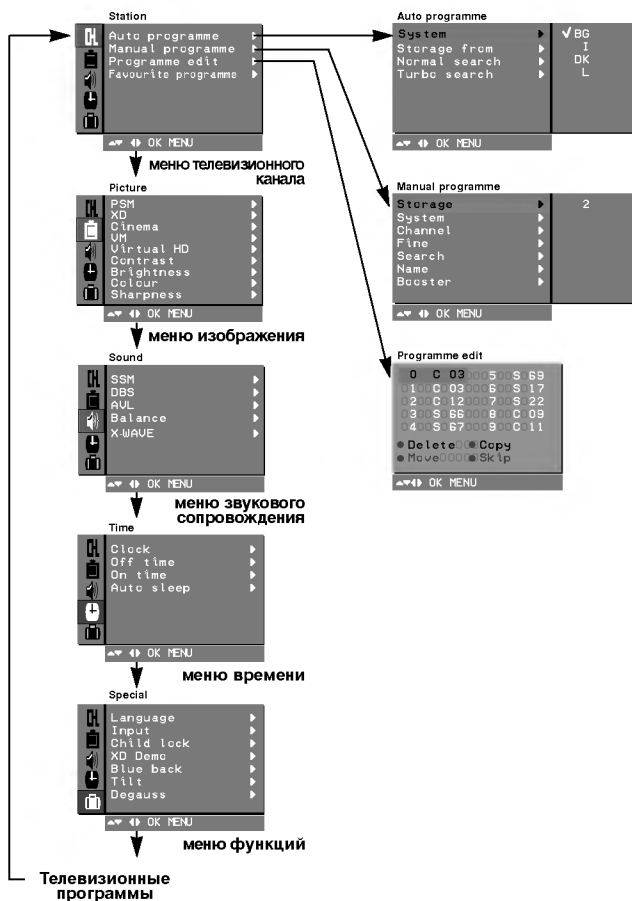 Station
CH.
Auto programme
Manual programme
Programme edit
Favourite programme
OK MENU
меню телевизионного
канала
Picture
CH.
PSM
XD
Cinema
VM
Virtual HD
Contrast
Brightness
Colour
Sharpness
OK MENU
меню изображения
Sound
CH.
SSM
DBS
AVL
Balance
X-WAVE
OK MENU
меню звукового
сопровождения
Time
CH.
Clock
Off time
On time
Auto sleep
OK MENU
меню времени
Special
CH.
Language
Input
Child lock
XD Demo
Blue back
Tilt
Degauss
OK MENU
меню функций
Телевизионные
программы
Auto programme
System
Storage from
Normal search
Turbo search
BG
I
DK
L
OK MENU
Manual programme
Storage
System
Channel
Fine
Search
Name
Booster
2
OK MENU
Programme edit
0 C 03 5 S 69
1 C 03 6 S 17
2 C 12 7 S 22
3 S 66 8 C 09
4 S 67 9 C 11
Delete Copy
Move Skip
OK MENU